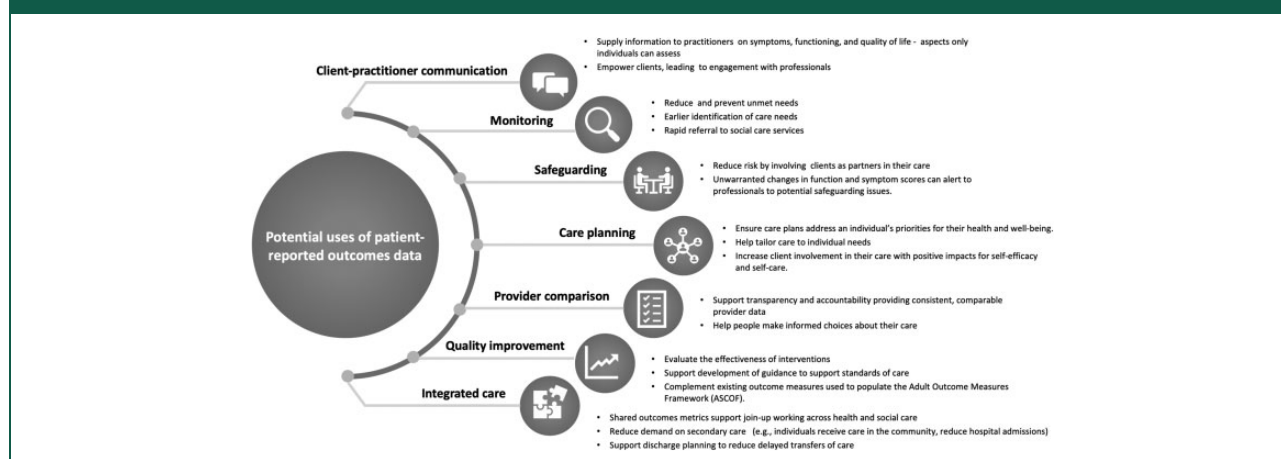 • Supply information to practitioners on symptoms, functioning, and quality of life - aspects only
individuals can assess
• Empower clients, leading to engagement with professionals
Client-practitioner communication
Monitoring
• Reduce and prevent unmet needs
• Earlier identification of care needs
• Rapid referral to social care services
Safeguarding
• Reduce risk by involving clients as partners in their care
• Unwarranted changes in function and symptom scores can alert to
professionals to potential safeguarding issues.
Potential uses of patient-
reported outcomes data
Care planning
• Ensure care plans address an individual's priorities for their health and well-being.
• Help tailor care to individual needs
• Increase client involvement in their care with positive impacts for self-efficacy
and self-care.
Provider comparison
• Support transparency and accountability providing consistent, comparable
provider data
• Help people make informed choices about their care
Quality improvement
• Evaluate the effectiveness of interventions
• Support development of guidance to support standards of care
• Complement existing outcome measures used to populate the Adult Outcome Measures
Framework (ASCOF).
Integrated care
• Shared outcomes metrics support join-up working across health and social care
• Reduce demand on secondary care (e.g., individuals receive care in the community, reduce hospital admissions)
• Support discharge planning to reduce delayed transfers of care